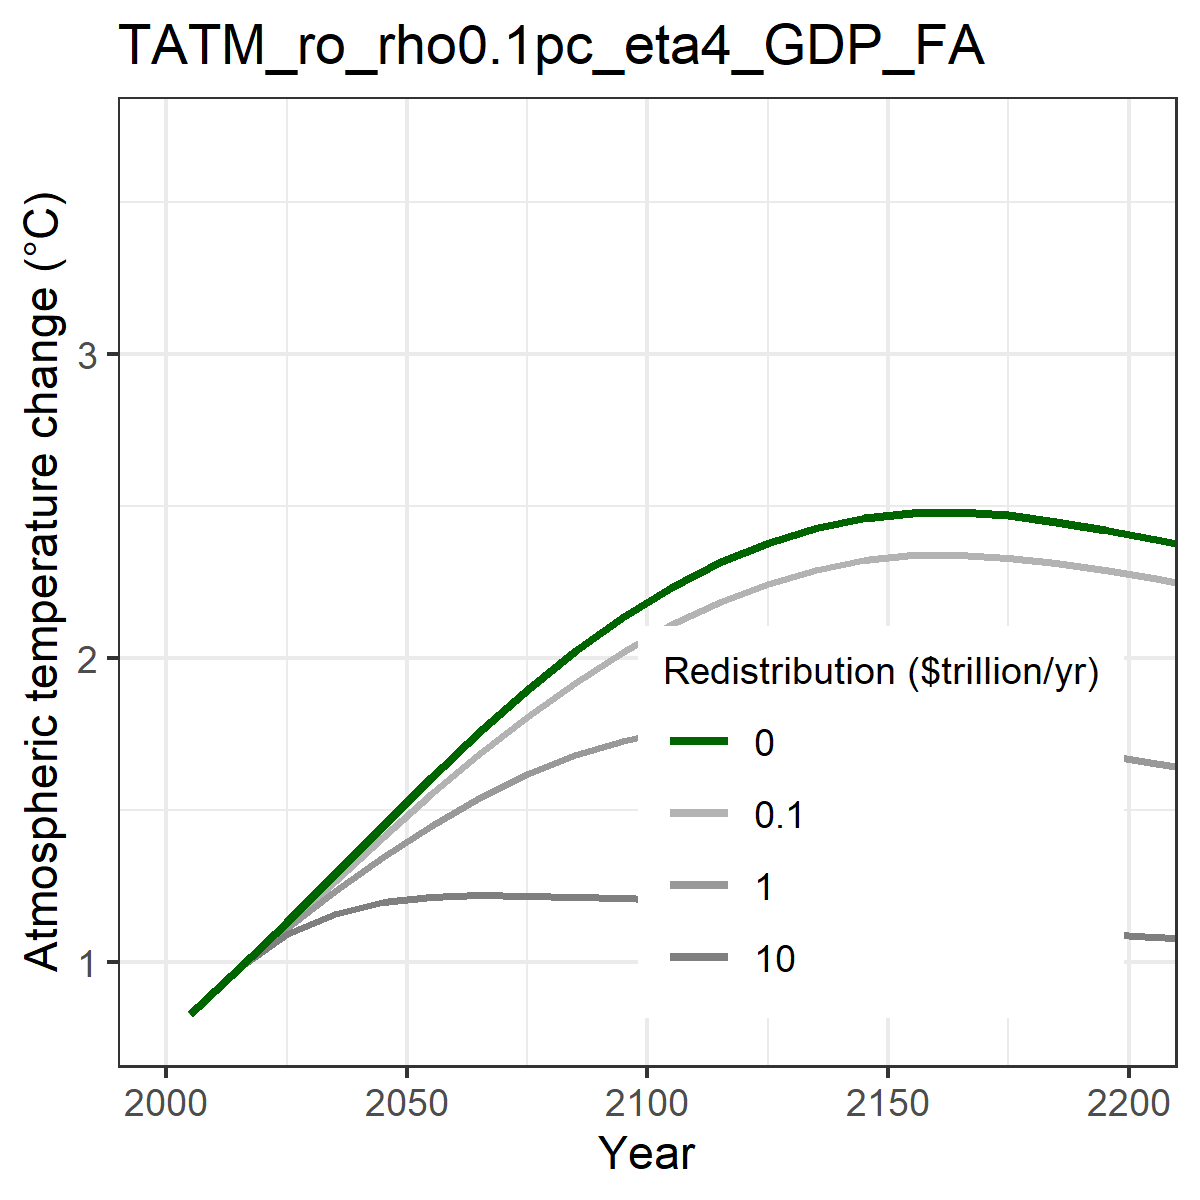 TATM_ro_rho0.1pc_eta4_GDP_FA
Atmospheric temperature change (°C)
3
2
1
Redistribution ($trillion/yr)
0
0.1
1
10
2000 2050 2100 2150 2200
Year